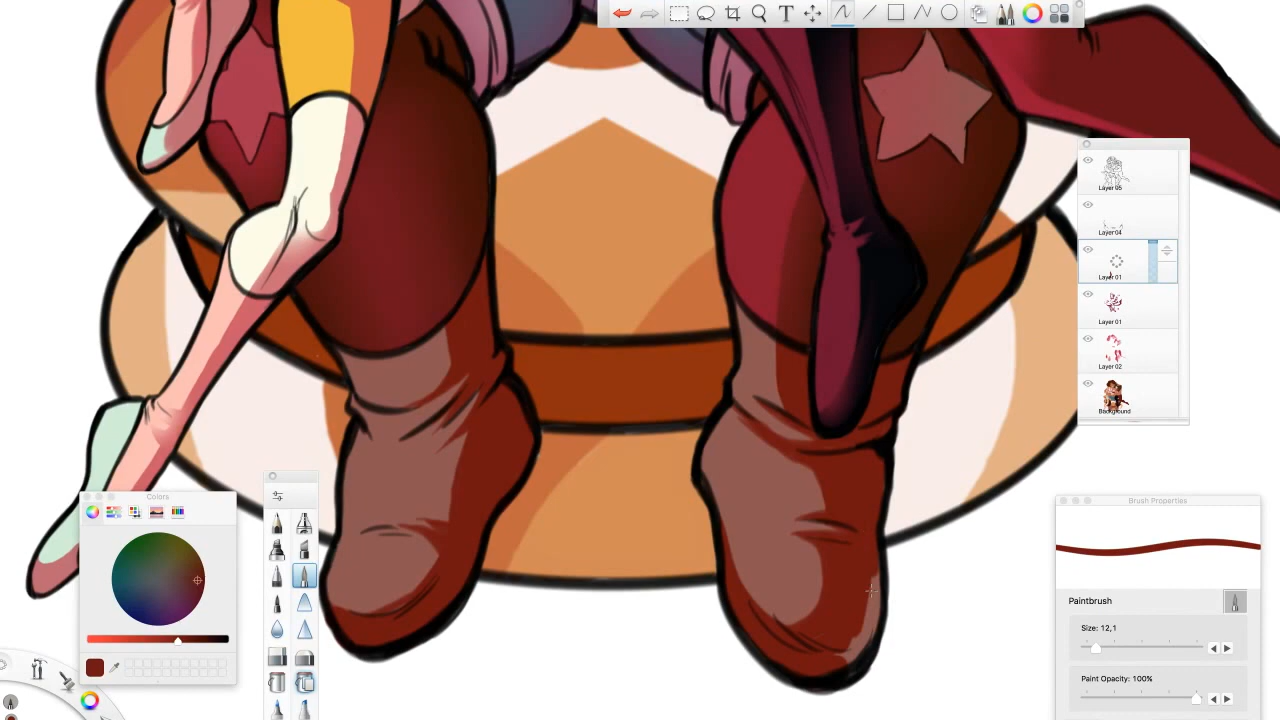 T
Layer 05
Layer 04
Layer 01
Layer 01
Layer 02
Background
Colors
Brush Properties
Paintbrush
Size: 12,1
Paint Opacity: 100%